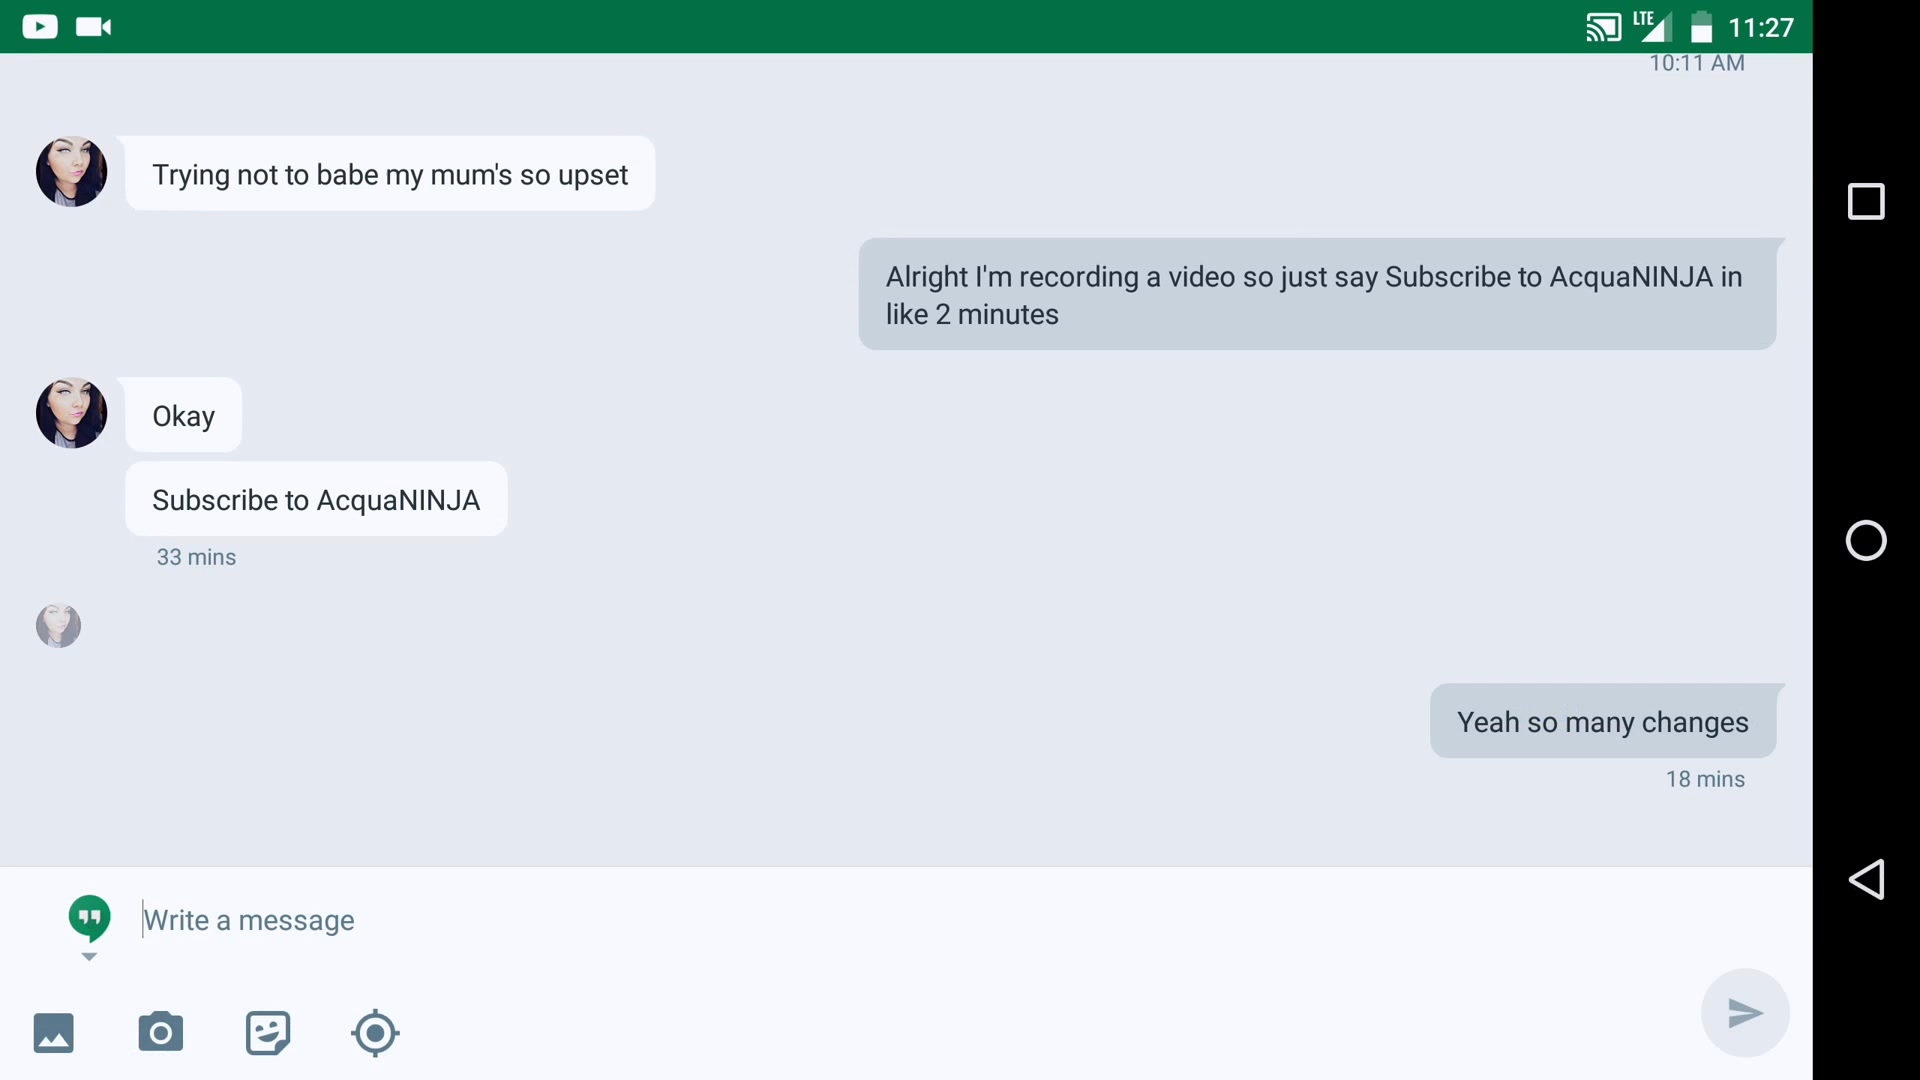 LTE 11:27
10:11 AM
Trying not to babe my mum's so upset
Alright I'm recording a video so just say Subscribe to AcquaNINJA in
like 2 minutes
Okay
Subscribe to AcquaNINJA
33 mins
Yeah so many changes
18 mins
Write a message